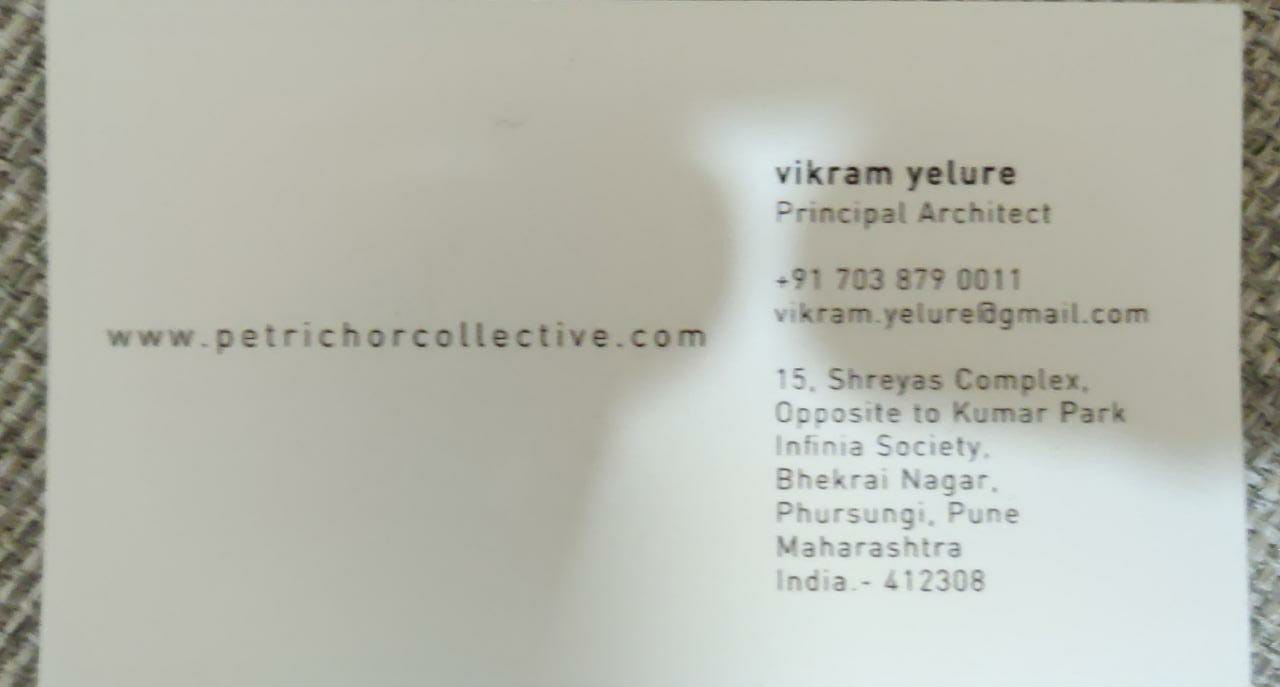 www.petrichorcollective.com
vikram yelure
Principal Architect
+91 703 879 0011
vikram.yelure@gmail.com
15, Shreyas Complex,
Opposite to Kumar Park
Infinia Society,
Bhekrai Nagar,
Phursungi, Pune
Maharashtra
India.- 412308